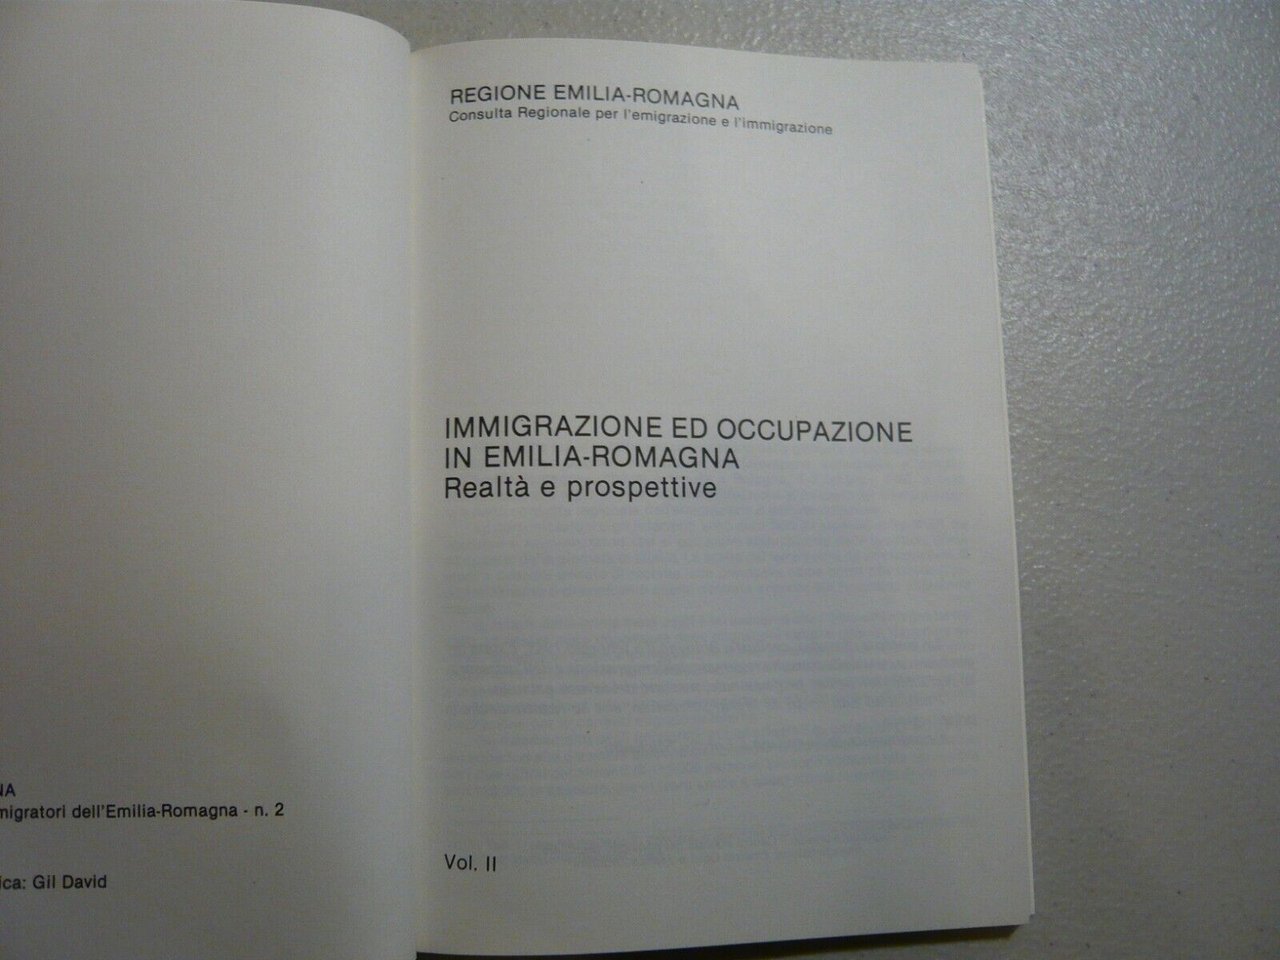 NA
migratori dell'Emilia-Romagna - n. 2
ica: Gil David
REGIONE EMILIA-ROMAGNA
Consulta Regionale per l'emigrazione e l'immigrazione
IMMIGRAZIONE ED OCCUPAZIONE
IN EMILIA-ROMAGNA
Realtà e prospettive
Vol. II